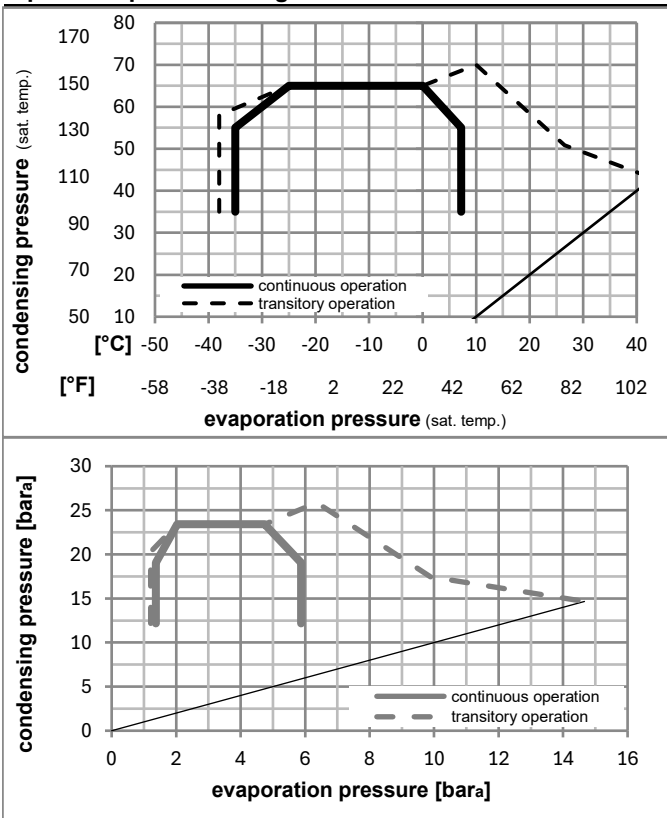 170 80
150 70
130 60
110 50
90 40
70 30
50 20
10
condensing pressure (sat. temp.)
continuous operation
transitory operation
[°C] -50 -40 -30 -20 -10 0 10 20 30 40
[°F] -58 -38 -18 2 22 42 62 82 102
evaporation pressure (sat. temp.)
30
25
20
15
10
5
0
condensing pressure [bara]
continuous operation
transitory operation
0 2 4 6 8 10 12 14 16
evaporation pressure [bara]